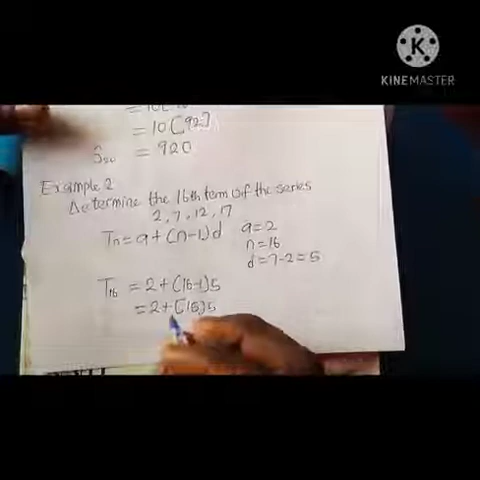 KINEMASTER
= 10[92]
S₂₀ = 920
Example 2
Determine the 16th term of the series
2, 7, 12, 17
Tn = a + (n-1)d a=2
n=16
d=7-2=5
T₁₆ = 2+(16-1)5
= 2+(15)5